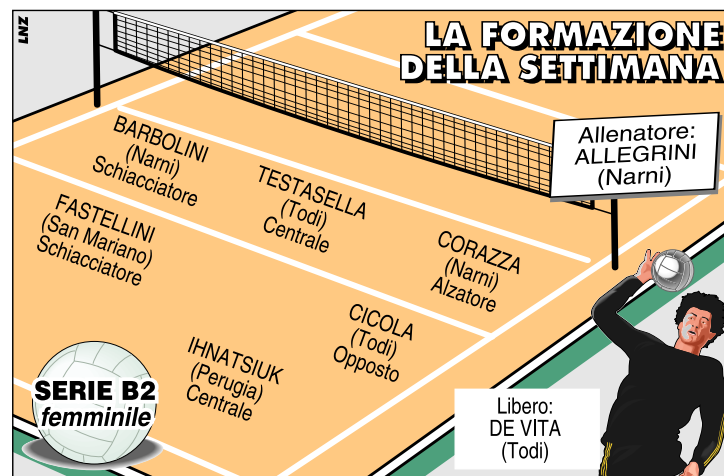 LNZ
LA FORMAZIONE
DELLA SETTIMANA
Allenatore:
ALLEGRINI
(Narni)
BARBOLINI
(Narni)
Schiacciatore
TESTASELLA
(Todi)
Centrale
CORAZZA
(Narni)
Alzatore
FASTELLINI
(San Mariano)
Schiacciatore
IHNATSIUK
(Perugia)
Centrale
CICOLA
(Todi)
Opposto
SERIE B2
femminile
Libero:
DE VITA
(Todi)